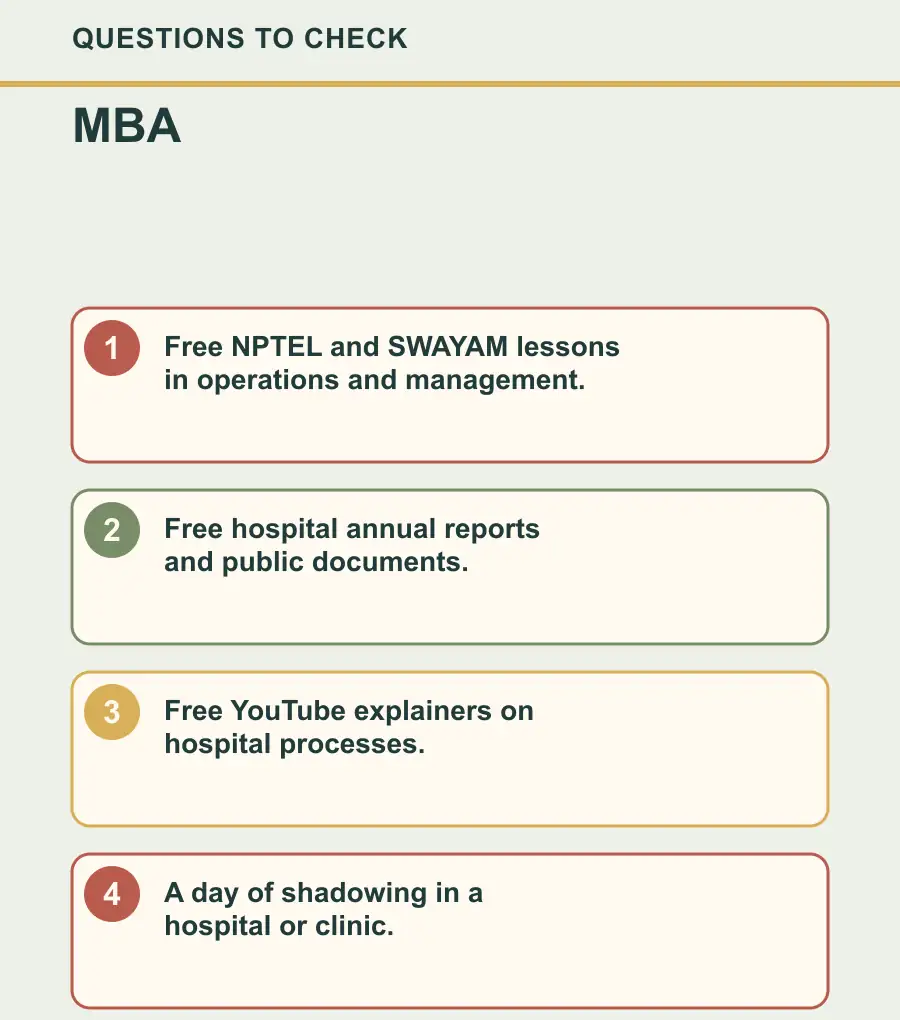 QUESTIONS TO CHECK
MBA
1
Free NPTEL and SWAYAM lessons
in operations and management.
2
Free hospital annual reports
and public documents.
3
Free YouTube explainers on
hospital processes.
4
A day of shadowing in a
hospital or clinic.